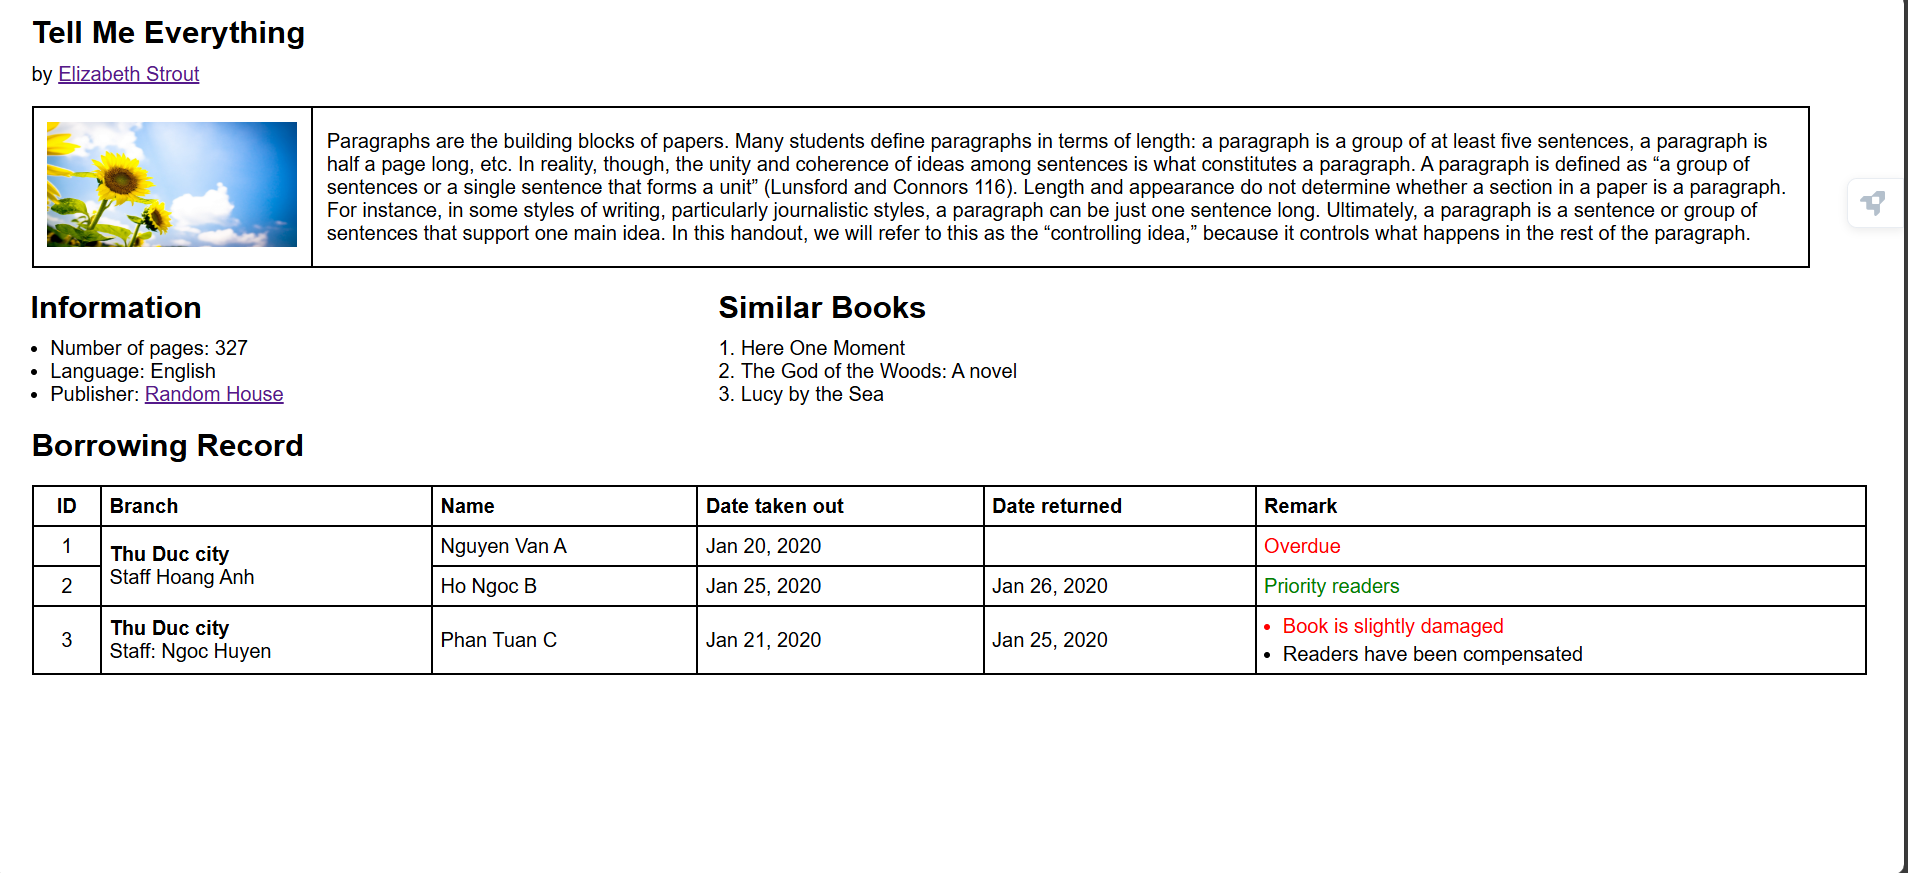 Tell Me Everything
by Elizabeth Strout
Paragraphs are the building blocks of papers. Many students define paragraphs in terms of length: a paragraph is a group of at least five sentences, a paragraph is
half a page long, etc. In reality, though, the unity and coherence of ideas among sentences is what constitutes a paragraph. A paragraph is defined as “a group of
sentences or a single sentence that forms a unit” (Lunsford and Connors 116). Length and appearance do not determine whether a section in a paper is a paragraph.
For instance, in some styles of writing, particularly journalistic styles, a paragraph can be just one sentence long. Ultimately, a paragraph is a sentence or group of
sentences that support one main idea. In this handout, we will refer to this as the “controlling idea,” because it controls what happens in the rest of the paragraph.
Information
• Number of pages: 327
• Language: English
• Publisher: Random House
Similar Books
1. Here One Moment
2. The God of the Woods: A novel
3. Lucy by the Sea
Borrowing Record
ID Branch Name Date taken out Date returned Remark
1 Thu Duc city Nguyen Van A Jan 20, 2020 Overdue
Staff Hoang Anh
2 Ho Ngoc B Jan 25, 2020 Jan 26, 2020 Priority readers
3 Thu Duc city Phan Tuan C Jan 21, 2020 Jan 25, 2020 • Book is slightly damaged
Staff: Ngoc Huyen • Readers have been compensated